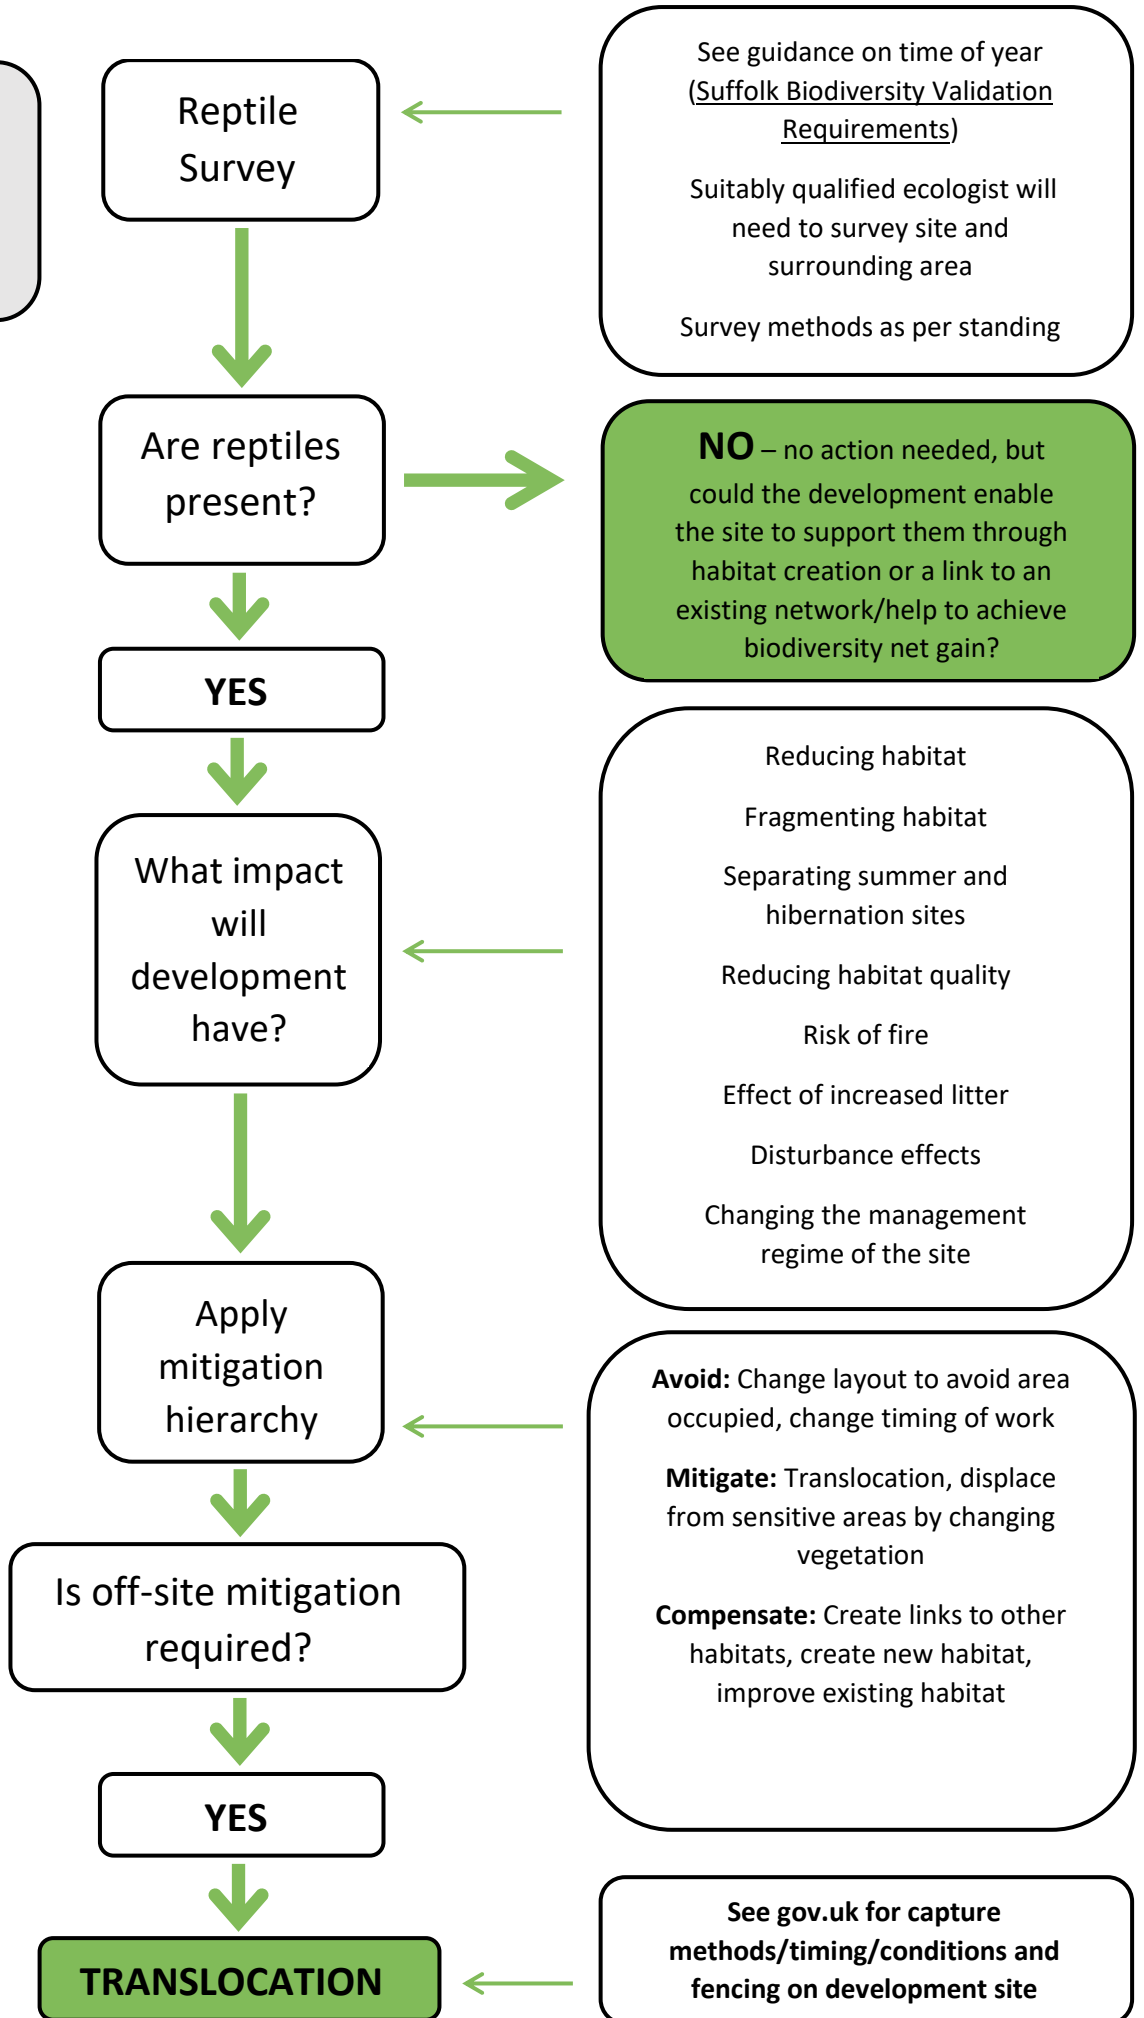 Reptile
Survey
See guidance on time of year
(Suffolk Biodiversity Validation
Requirements)
Suitably qualified ecologist will
need to survey site and
surrounding area
Survey methods as per standing
Are reptiles
present?
NO – no action needed, but
could the development enable
the site to support them through
habitat creation or a link to an
existing network/help to achieve
biodiversity net gain?
YES
What impact
will
development
have?
Reducing habitat
Fragmenting habitat
Separating summer and
hibernation sites
Reducing habitat quality
Risk of fire
Effect of increased litter
Disturbance effects
Changing the management
regime of the site
Apply
mitigation
hierarchy
Avoid: Change layout to avoid area
occupied, change timing of work
Mitigate: Translocation, displace
from sensitive areas by changing
vegetation
Compensate: Create links to other
habitats, create new habitat,
improve existing habitat
Is off-site mitigation
required?
YES
TRANSLOCATION
See gov.uk for capture
methods/timing/conditions and
fencing on development site